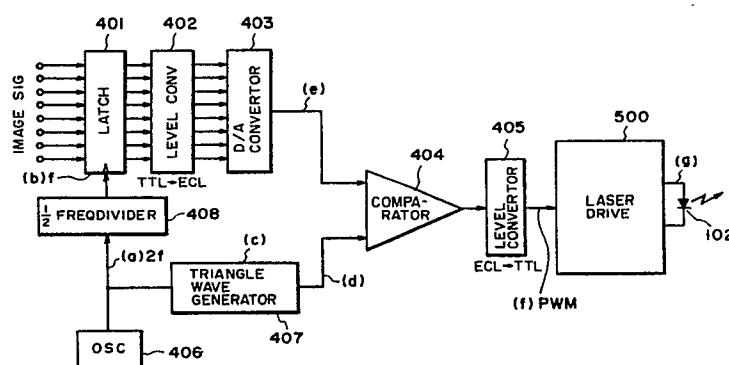 401
402
403
IMAGE SIG
LATCH
LEVEL CONV
D/A CONVERTOR
(e)
(b)f
TTL→ECL
404
COMPA-
RATOR
405
LEVEL CONVERTOR
ECL→TTL
500
LASER
DRIVE
(g)
102
(f) PWM
1/2 FREQDIVIDER
408
(a)2f
(c)
TRIANGLE
WAVE
GENERATOR
407
(d)
OSC
406